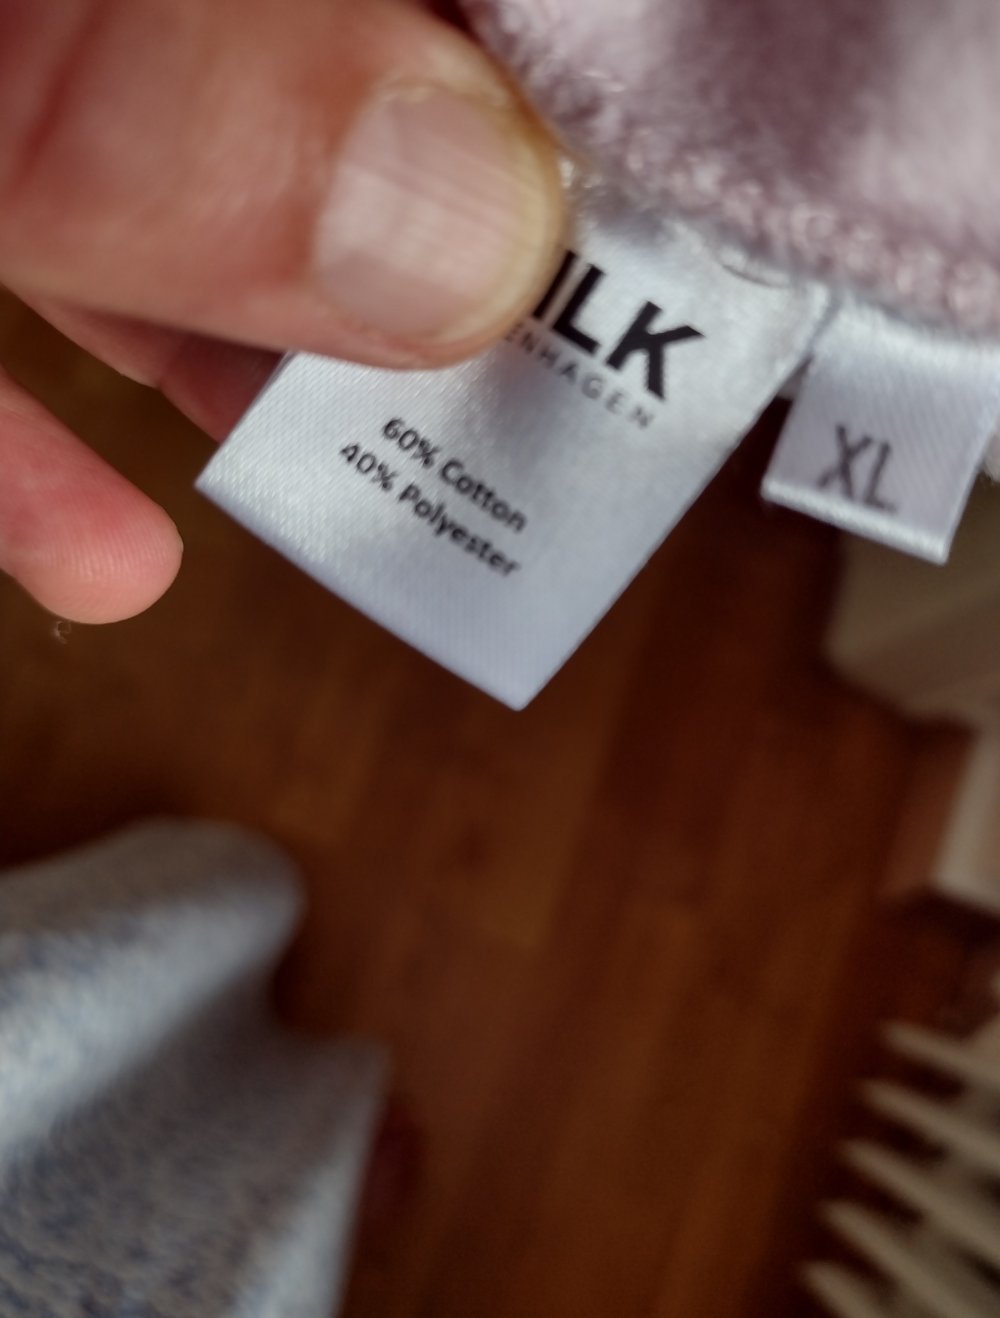 ILK
ENHAGEN
60% Cotton
40% Polyester
XL